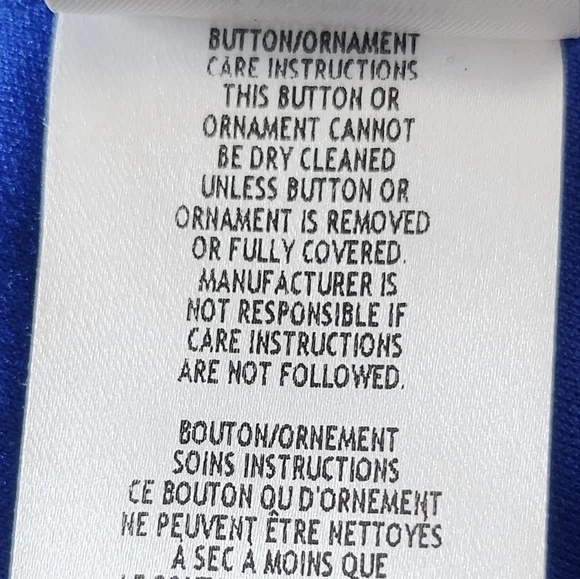 BUTTON/ORNAMENT
CARE INSTRUCTIONS
THIS BUTTON OR
ORNAMENT CANNOT
BE DRY CLEANED
UNLESS BUTTON OR
ORNAMENT IS REMOVED
OR FULLY COVERED.
MANUFACTURER IS
NOT RESPONSIBLE IF
CARE INSTRUCTIONS
ARE NOT FOLLOWED.
BOUTON/ORNEMENT
SOINS INSTRUCTIONS
CE BOUTON QU D'ORNEMENT
NE PEUVENT ÊTRE NETTOYÉS
A SEC A MOINS QUE